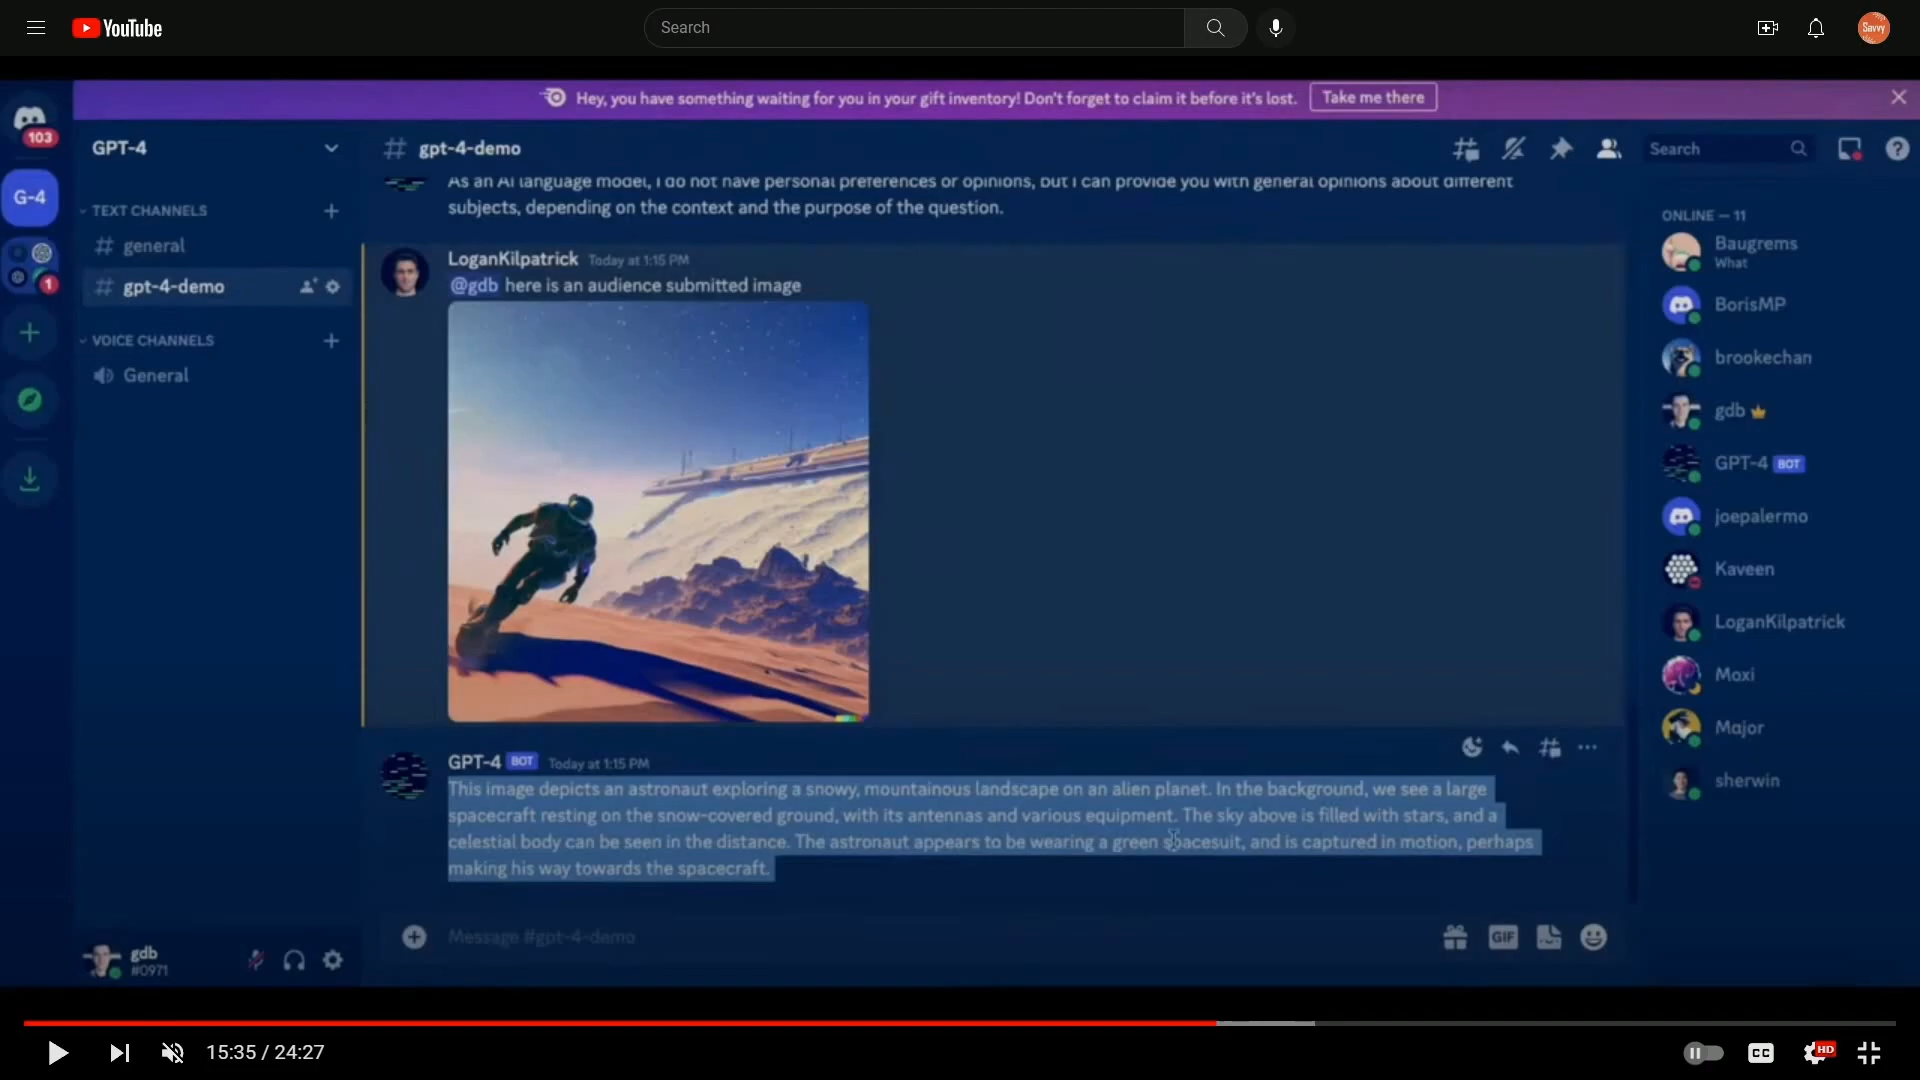 YouTube
Search
Savvy
Hey, you have something waiting for you in your gift inventory! Don't forget to claim it before it's lost.
Take me there
103
GPT-4
gpt-4-demo
Search
G-4
As an AI language model, I do not have personal preferences or opinions, but I can provide you with general opinions about different
subjects, depending on the context and the purpose of the question.
TEXT CHANNELS
general
gpt-4-demo
1
VOICE CHANNELS
General
LoganKilpatrick Today at 1:15 PM
@gdb here is an audience submitted image
GPT-4 BOT Today at 1:15 PM
This image depicts an astronaut exploring a snowy, mountainous landscape on an alien planet. In the background, we see a large
spacecraft resting on the snow-covered ground, with its antennas and various equipment. The sky above is filled with stars, and a
celestial body can be seen in the distance. The astronaut appears to be wearing a green spacesuit, and is captured in motion, perhaps
making his way towards the spacecraft.
Message #gpt-4-demo
GIF
ONLINE — 11
Baugrems
What
BorisMP
brookechan
gdb
GPT-4 BOT
joepalermo
Kaveen
LoganKilpatrick
Moxi
Major
sherwin
gdb
#0971
15:35 / 24:27
CC
HD